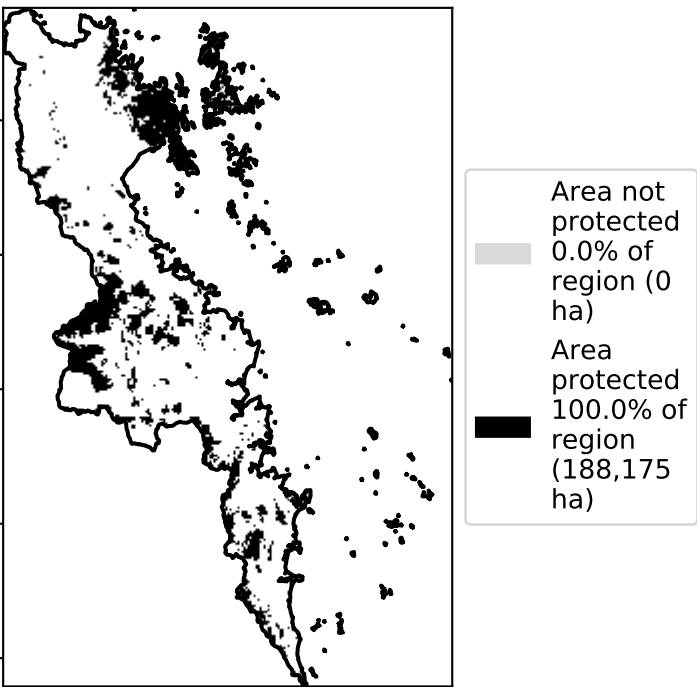 Area not
protected
0.0% of
region (0
ha)
Area
protected
100.0% of
region
(188,175
ha)